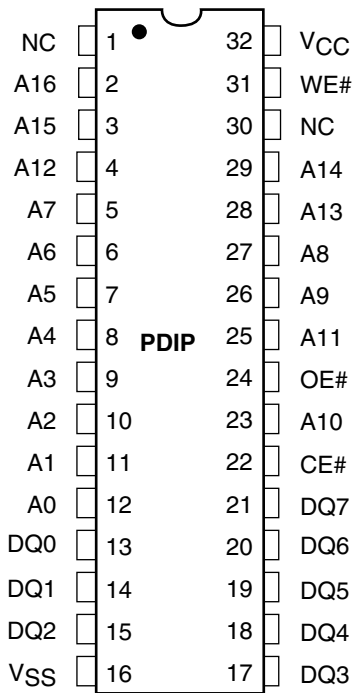 NC 1 32 VCC
A16 2 31 WE#
A15 3 30 NC
A12 4 29 A14
A7 5 28 A13
A6 6 27 A8
A5 7 26 A9
A4 8 PDIP 25 A11
A3 9 24 OE#
A2 10 23 A10
A1 11 22 CE#
A0 12 21 DQ7
DQ0 13 20 DQ6
DQ1 14 19 DQ5
DQ2 15 18 DQ4
VSS 16 17 DQ3